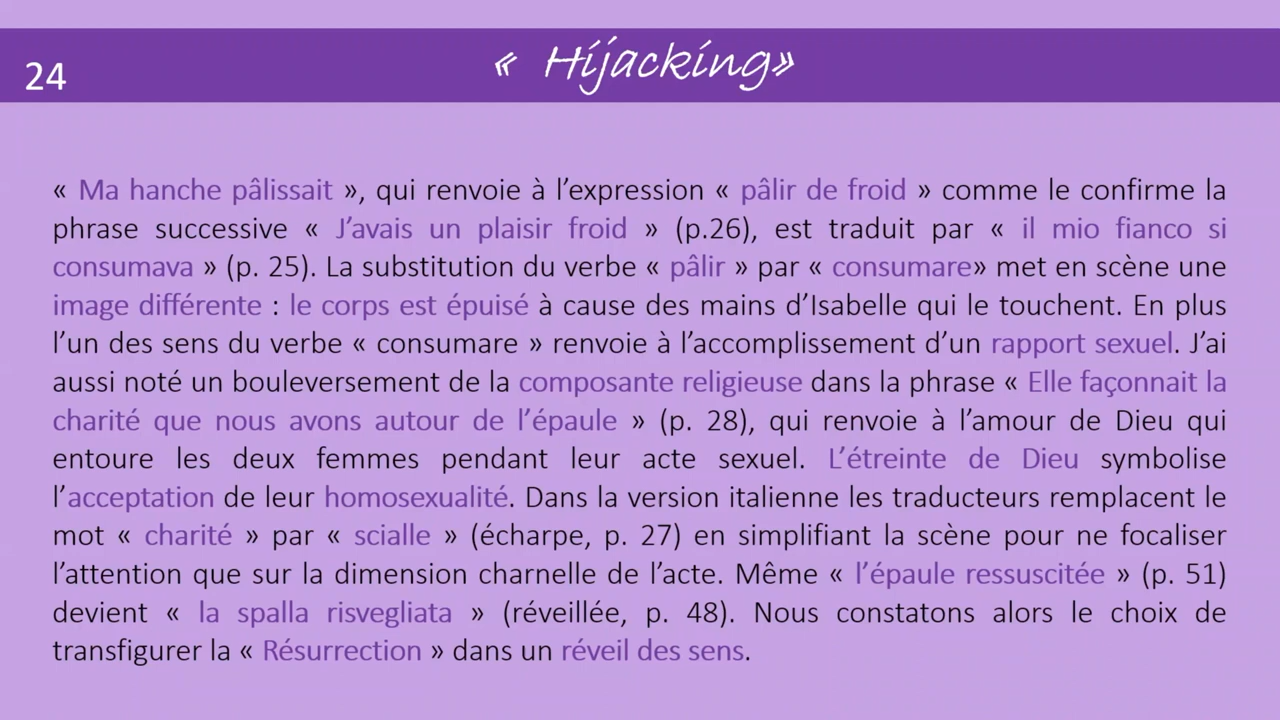 24
« Hijacking»
« Ma hanche pâlissait », qui renvoie à l’expression « pâlir de froid » comme le confirme la
phrase successive « J’avais un plaisir froid » (p.26), est traduit par « il mio fianco si
consumava » (p. 25). La substitution du verbe « pâlir » par « consumare» met en scène une
image différente : le corps est épuisé à cause des mains d’Isabelle qui le touchent. En plus
l’un des sens du verbe « consumare » renvoie à l’accomplissement d’un rapport sexuel. J’ai
aussi noté un bouleversement de la composante religieuse dans la phrase « Elle façonnait la
charité que nous avons autour de l’épaule » (p. 28), qui renvoie à l’amour de Dieu qui
entoure les deux femmes pendant leur acte sexuel. L’étreinte de Dieu symbolise
l’acceptation de leur homosexualité. Dans la version italienne les traducteurs remplacent le
mot « charité » par « scialle » (écharpe, p. 27) en simplifiant la scène pour ne focaliser
l’attention que sur la dimension charnelle de l’acte. Même « l’épaule ressuscitée » (p. 51)
devient « la spalla risvegliata » (réveillée, p. 48). Nous constatons alors le choix de
transfigurer la « Résurrection » dans un réveil des sens.